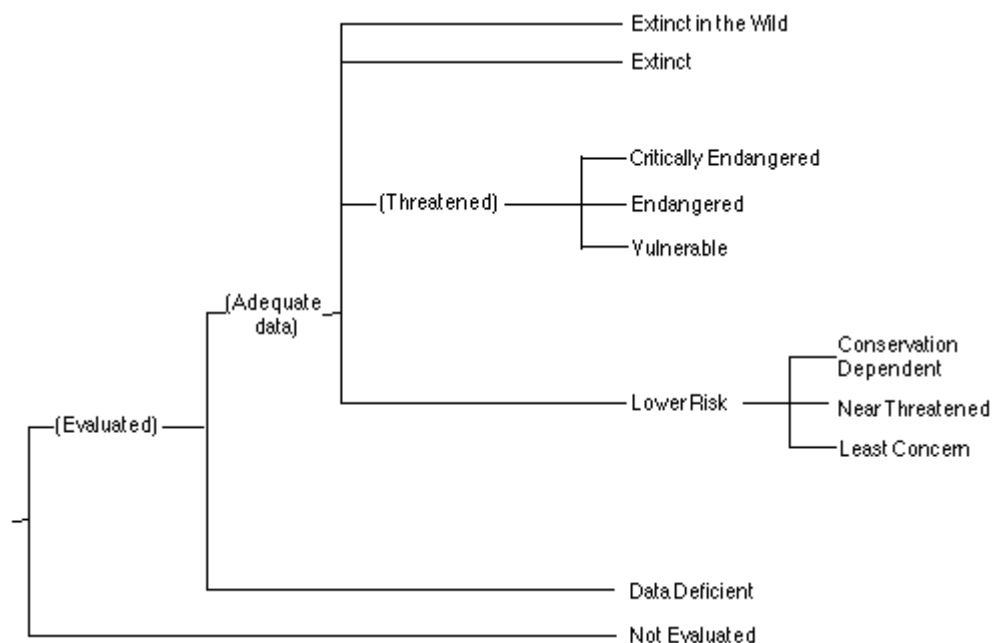 Extinct in the Wild
Extinct
Critically Endangered
(Threatened)
Endangered
Vulnerable
(Adequate
data)
Conservation
Dependent
Lower Risk
Near Threatened
(Evaluated)
Least Concern
Data Deficient
Not Evaluated